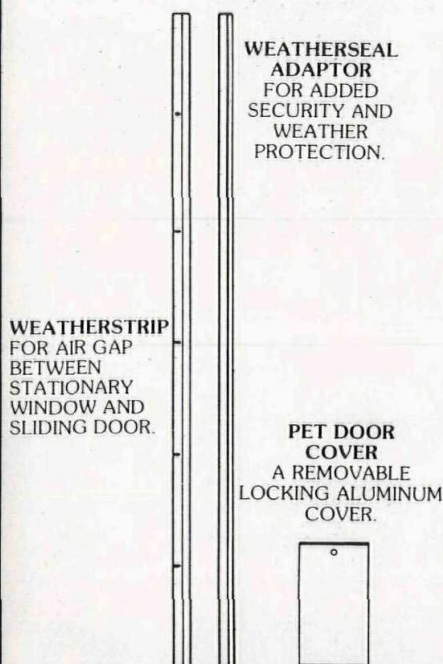 WEATHERSEAL
ADAPTOR
FOR ADDED
SECURITY AND
WEATHER
PROTECTION.
WEATHERSTRIP
FOR AIR GAP
BETWEEN
STATIONARY
WINDOW AND
SLIDING DOOR.
PET DOOR
COVER
A REMOVABLE
LOCKING ALUMINUM
COVER.